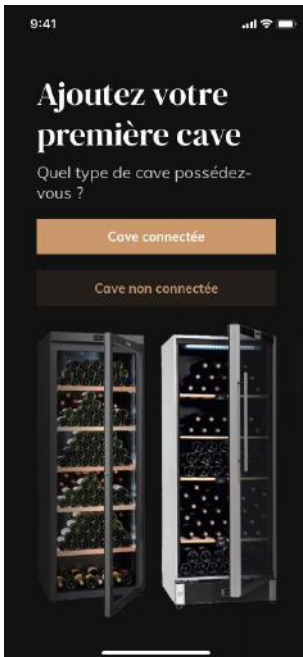 9:41
Ajoutez votre
première cave
Quel type de cave possédez-
vous ?
Cave connectée
Cave non connectée